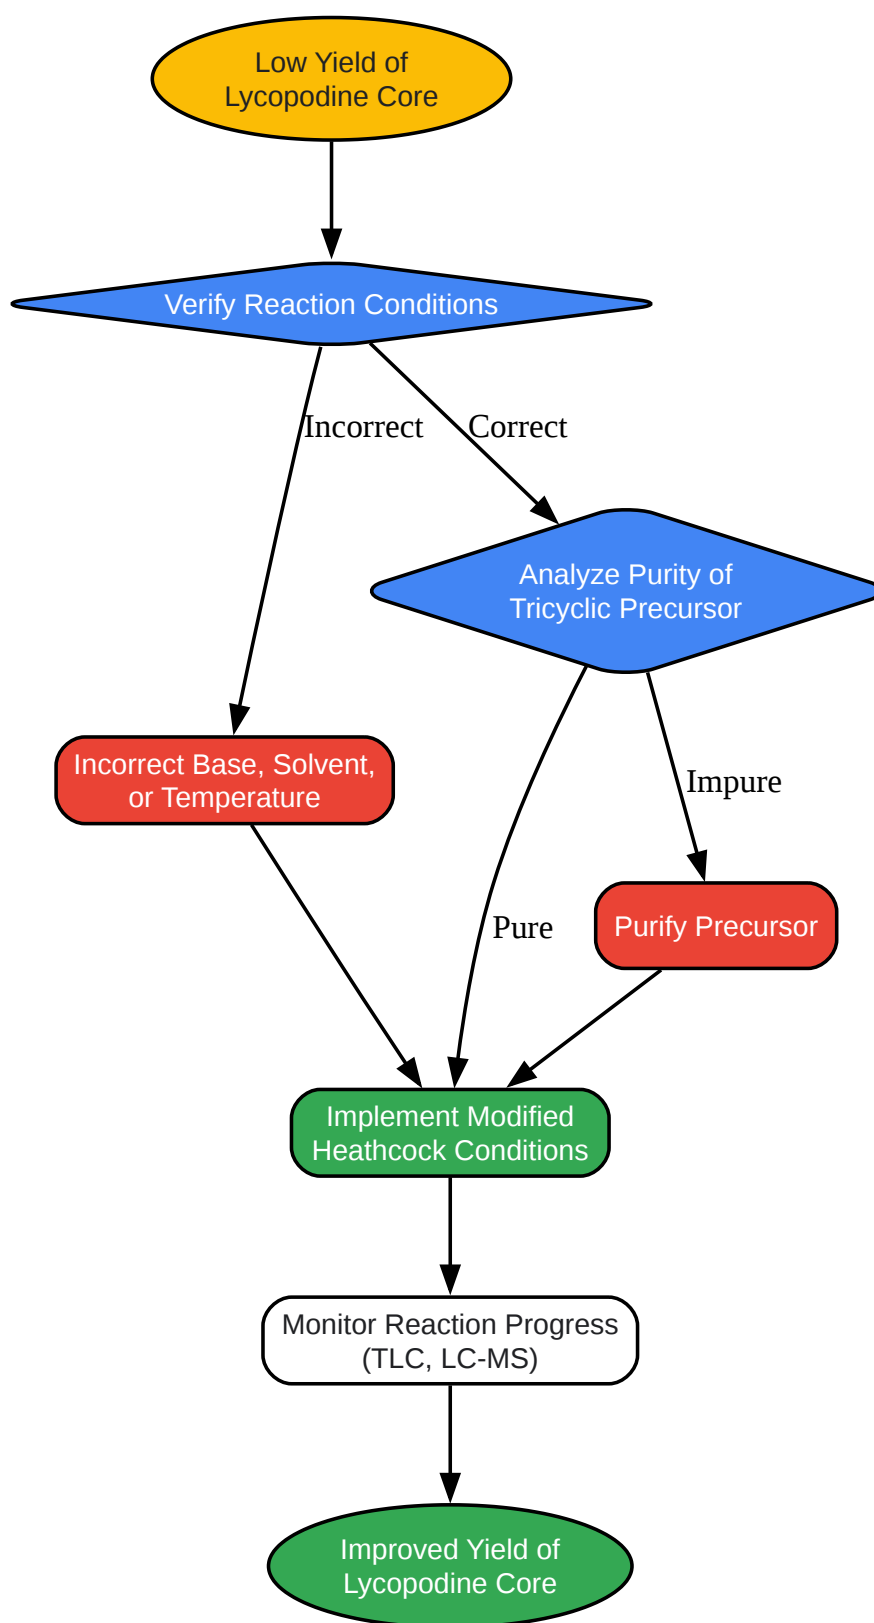 Low Yield of
Lycopodine Core
Verify Reaction Conditions
Incorrect
Correct
Analyze Purity of
Tricyclic Precursor
Incorrect Base, Solvent,
or Temperature
Impure
Pure
Purify Precursor
Implement Modified
Heathcock Conditions
Monitor Reaction Progress
(TLC, LC-MS)
Improved Yield of
Lycopodine Core